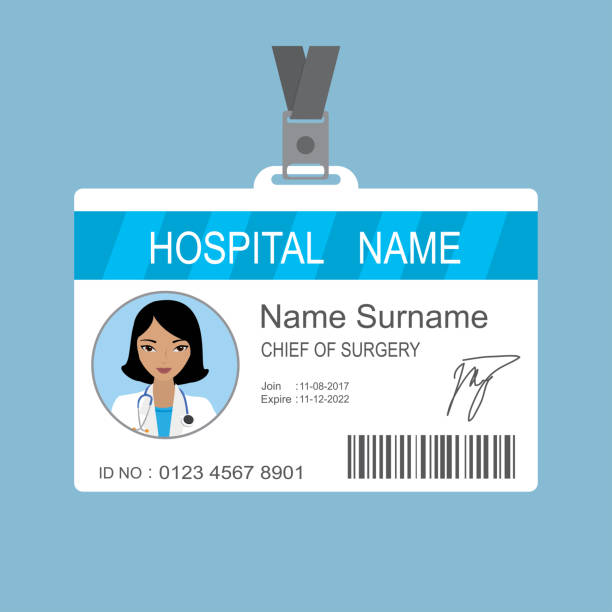 HOSPITAL NAME
Name Surname
CHIEF OF SURGERY
Join :11-08-2017
Expire :11-12-2022
ID NO : 0123 4567 8901